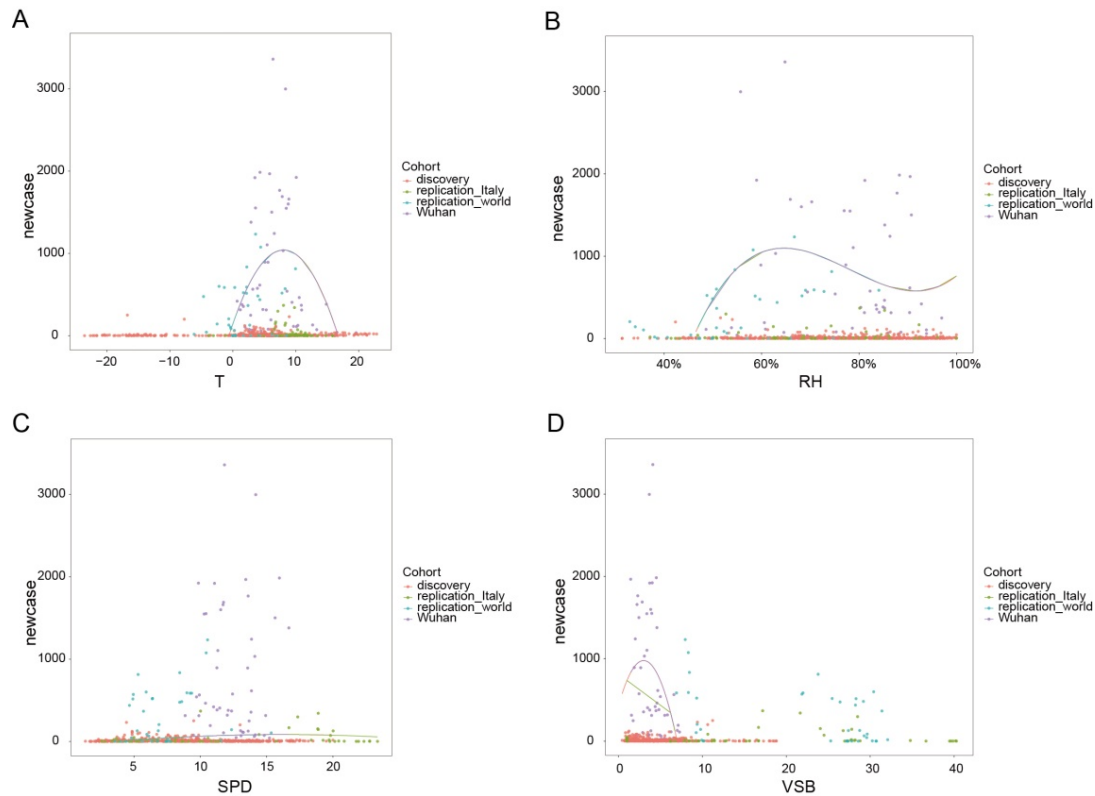 A
3000
2000
1000
0
newcase
−20
−10
0
10
20
T
Cohort
discovery
replication_Italy
replication_world
Wuhan
B
3000
2000
1000
0
newcase
40%
60%
80%
100%
RH
Cohort
discovery
replication_Italy
replication_world
Wuhan
C
3000
2000
1000
0
newcase
5
10
15
20
SPD
Cohort
discovery
replication_Italy
replication_world
Wuhan
D
3000
2000
1000
0
newcase
0
10
20
30
40
VSB
Cohort
discovery
replication_Italy
replication_world
Wuhan